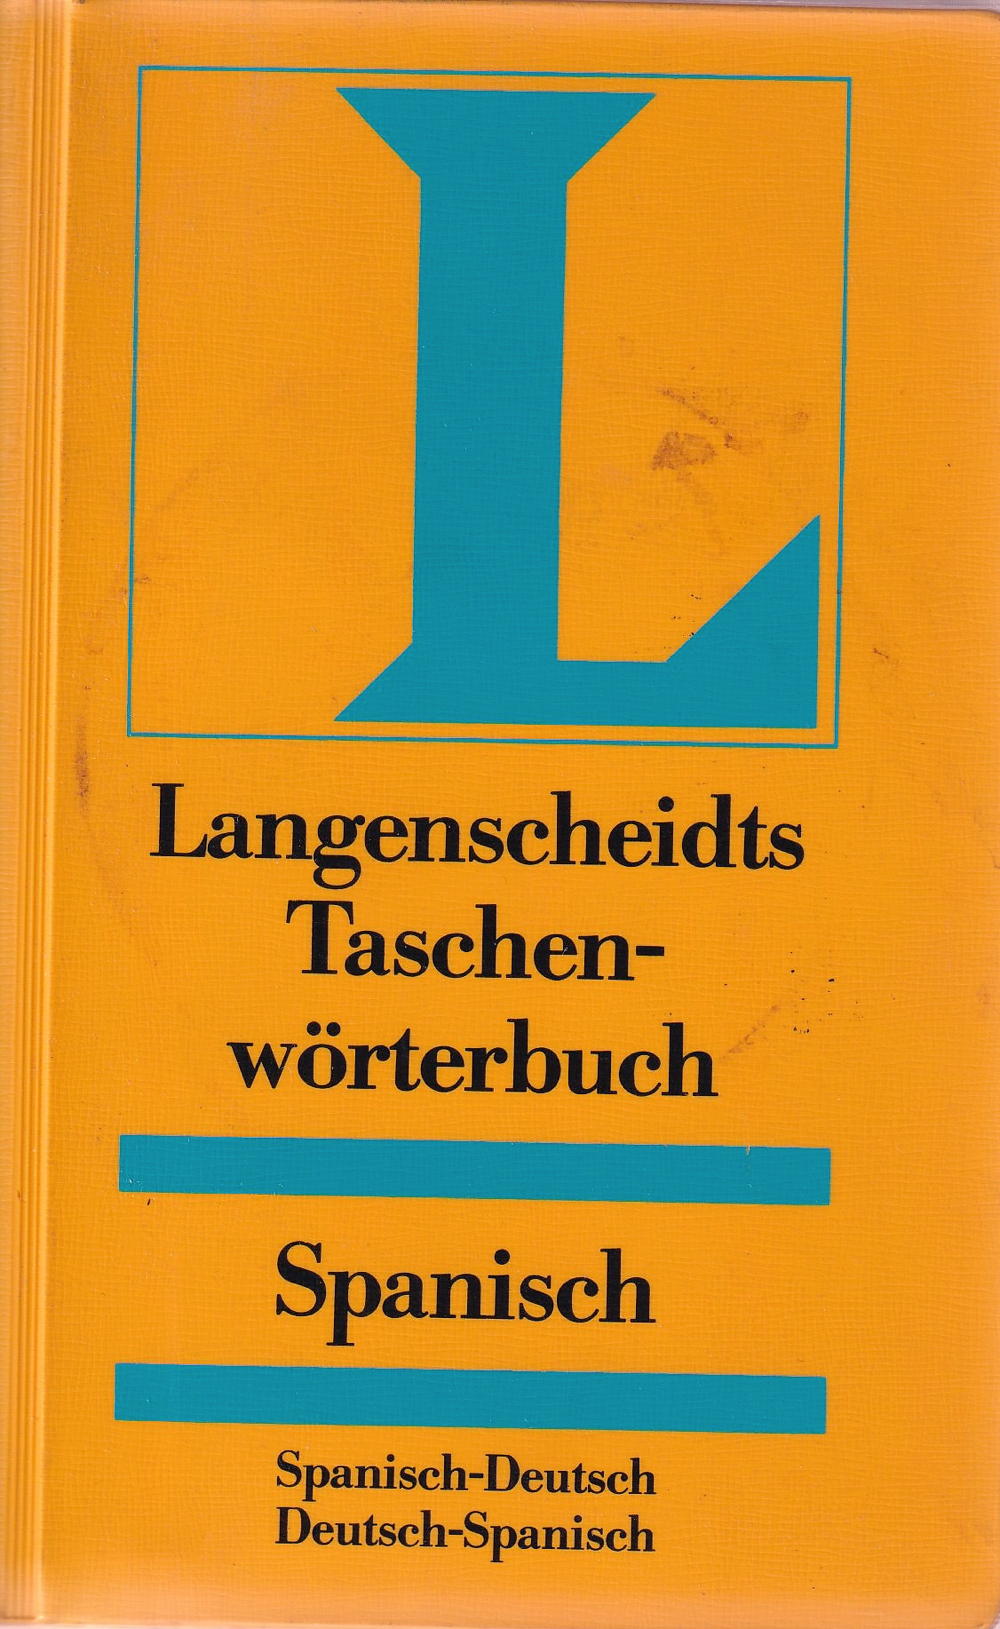 L
Langenscheidts
Taschen-
wörterbuch
Spanisch
Spanisch-Deutsch
Deutsch-Spanisch